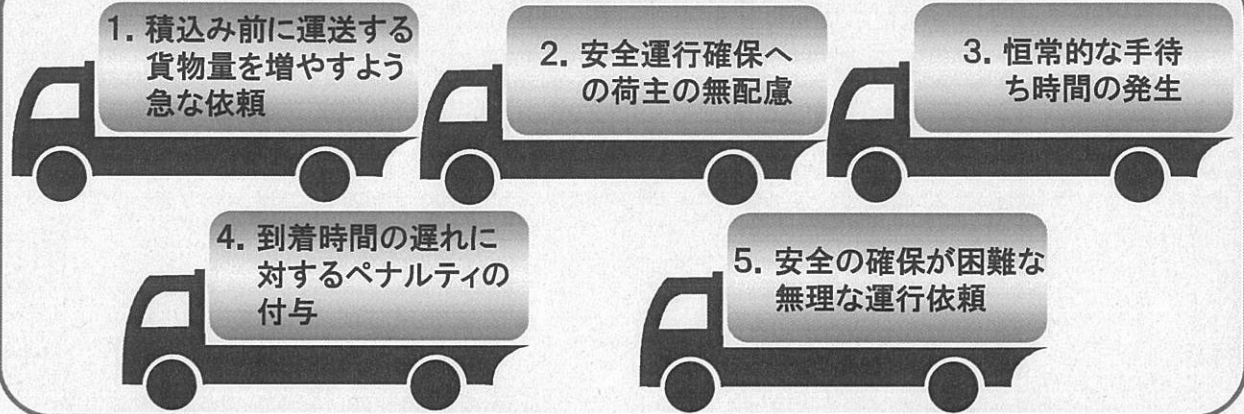 1. 積込み前に運送する
貨物量を増やすよう
急な依頼
2. 安全運行確保へ
の荷主の無配慮
3. 恒常的な手待
ち時間の発生
4. 到着時間の遅れに
対するペナルティの
付与
5. 安全の確保が困難な
無理な運行依頼